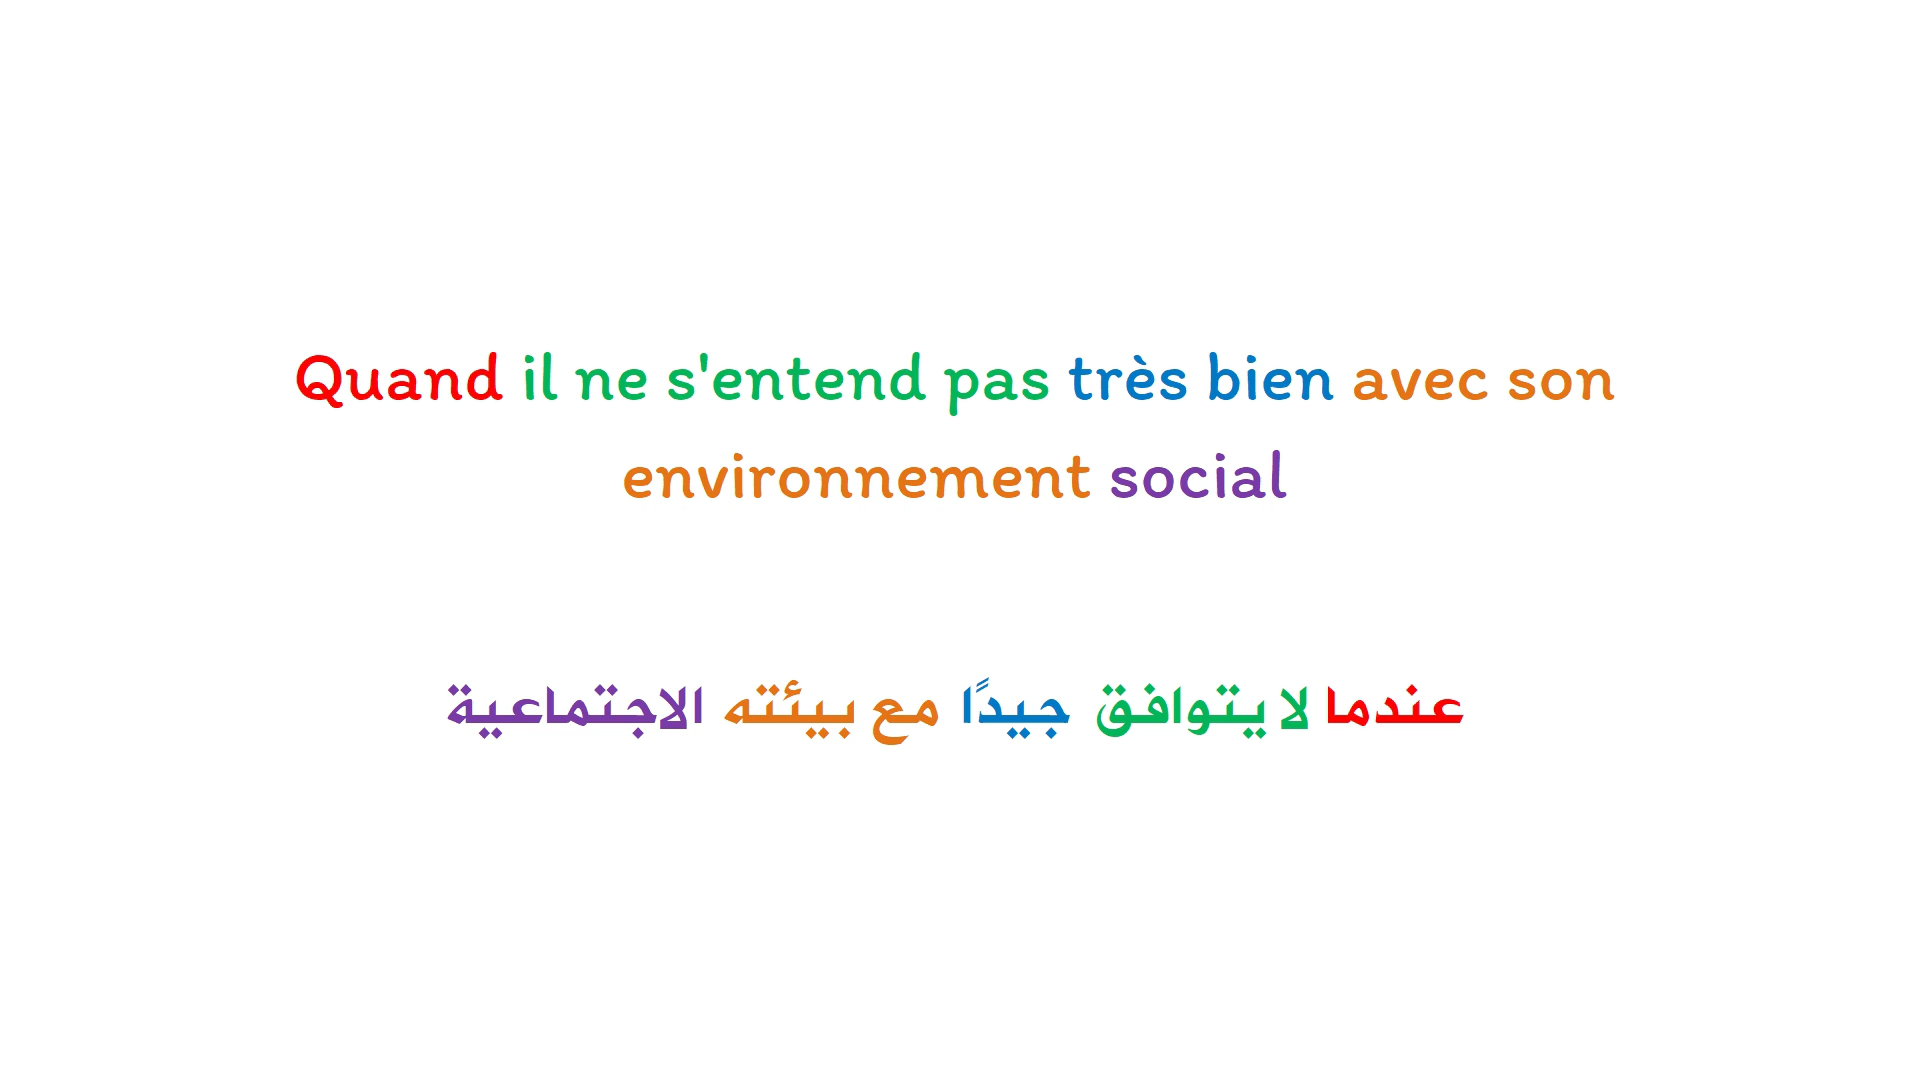 Quand il ne s'entend pas très bien avec son
environnement social
عندما لا يتوافق جيدًا مع بيئته الاجتماعية